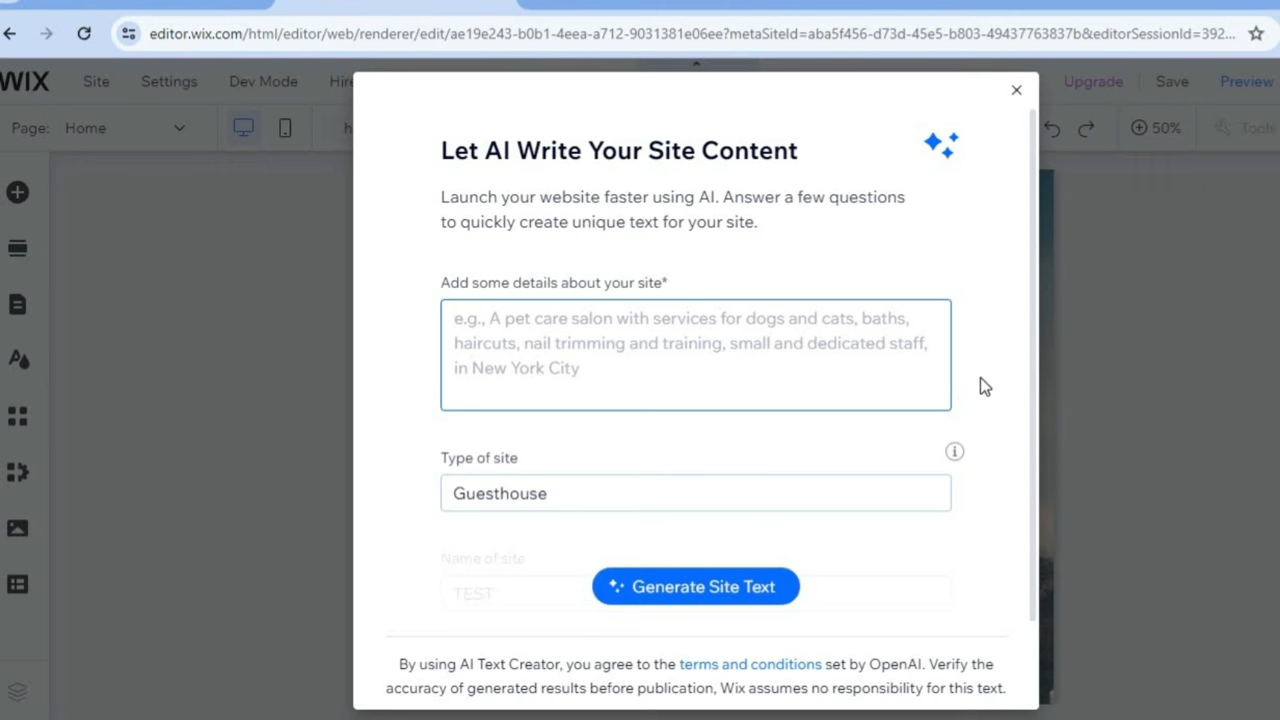 editor.wix.com/html/editor/web/renderer/edit/ae19e243-b0b1-4eea-a712-9031381e06ee?metaSiteId=aba5f456-d73d-45e5-b803-49437763837b&editorSessionId=392...
WIX Site Settings Dev Mode Hire Upgrade Save Preview
Page: Home 50% Tools
Let AI Write Your Site Content
Launch your website faster using AI. Answer a few questions
to quickly create unique text for your site.
Add some details about your site*
e.g., A pet care salon with services for dogs and cats, baths,
haircuts, nail trimming and training, small and dedicated staff,
in New York City
Type of site
Guesthouse
Name of site
TEST
Generate Site Text
By using AI Text Creator, you agree to the terms and conditions set by OpenAI. Verify the
accuracy of generated results before publication, Wix assumes no responsibility for this text.